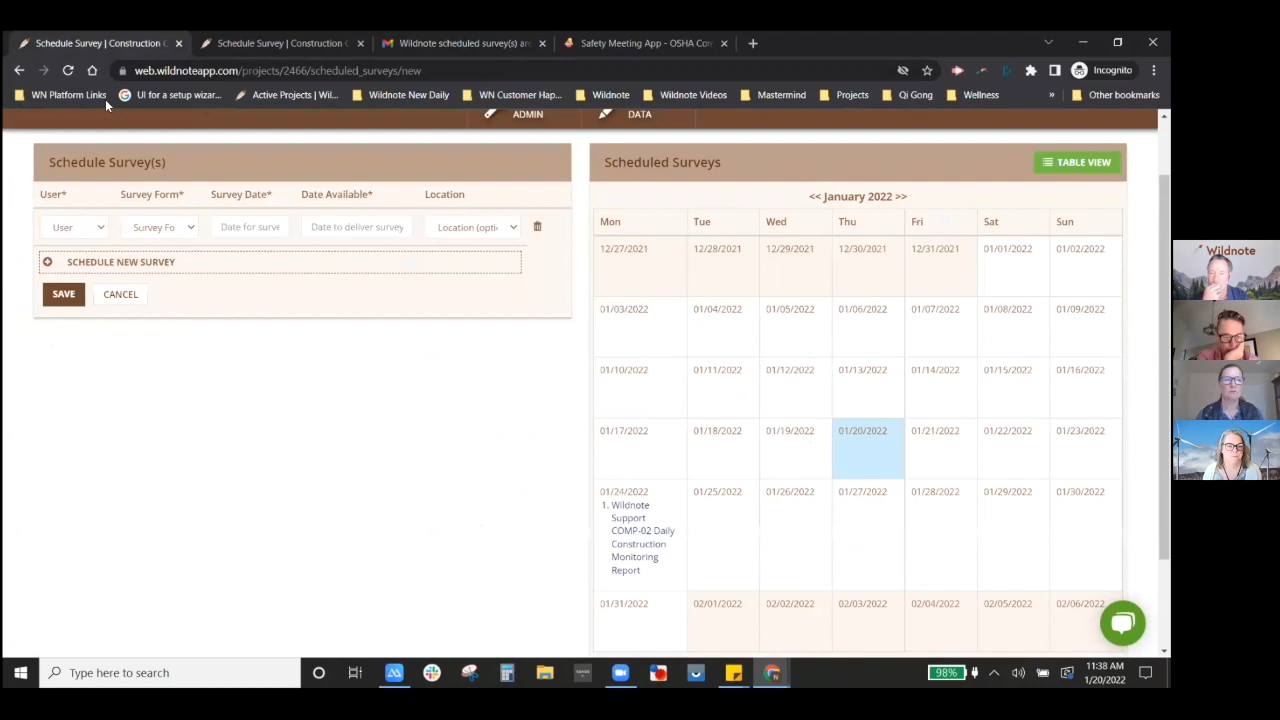 Schedule Survey | Construction C
Schedule Survey | Construction C
Wildnote scheduled survey(s) are
Safety Meeting App - OSHA Con
web.wildnoteapp.com/projects/2466/scheduled_surveys/new
Incognito
WN Platform Links
UI for a setup wizar...
Active Projects | Wil...
Wildnote New Daily
WN Customer Hap...
Wildnote
Wildnote Videos
Mastermind
Projects
Qi Gong
Wellness
»
Other bookmarks
ADMIN
DATA
Schedule Survey(s)
User*
Survey Form*
Survey Date*
Date Available*
Location
User
Survey Fo
Date for surve
Date to deliver survey
Location (opti
SCHEDULE NEW SURVEY
SAVE
CANCEL
Scheduled Surveys
TABLE VIEW
<< January 2022 >>
Mon Tue Wed Thu Fri Sat Sun
12/27/2021 12/28/2021 12/29/2021 12/30/2021 12/31/2021 01/01/2022 01/02/2022
01/03/2022 01/04/2022 01/05/2022 01/06/2022 01/07/2022 01/08/2022 01/09/2022
01/10/2022 01/11/2022 01/12/2022 01/13/2022 01/14/2022 01/15/2022 01/16/2022
01/17/2022 01/18/2022 01/19/2022 01/20/2022 01/21/2022 01/22/2022 01/23/2022
01/24/2022 01/25/2022 01/26/2022 01/27/2022 01/28/2022 01/29/2022 01/30/2022
1. Wildnote
Support
COMP-02 Daily
Construction
Monitoring
Report
01/31/2022 02/01/2022 02/02/2022 02/03/2022 02/04/2022 02/05/2022 02/06/2022
Wildnote
Type here to search
98%
11:38 AM
1/20/2022